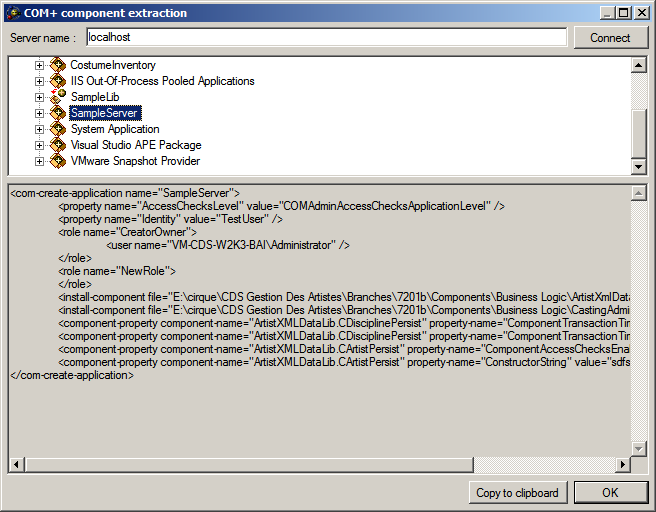 COM+ component extraction
Server name : localhost Connect
CostumeInventory
IIS Out-Of-Process Pooled Applications
SampleLib
SampleServer
System Application
Visual Studio APE Package
VMware Snapshot Provider
<com-create-application name="SampleServer">
<property name="AccessChecksLevel" value="COMAdminAccessChecksApplicationLevel" />
<property name="Identity" value="TestUser" />
<role name="CreatorOwner">
<user name="VM-CDS-W2K3-BAI\Administrator" />
</role>
<role name="NewRole">
</role>
<install-component file="E:\cirque\CDS Gestion Des Artistes\Branches\7201b\Components\Business Logic\ArtistXmlData
<install-component file="E:\cirque\CDS Gestion Des Artistes\Branches\7201b\Components\Business Logic\CastingAdmin
<component-property component-name="ArtistXMLDataLib.CDisciplinePersist" property-name="ComponentTransactionTim
<component-property component-name="ArtistXMLDataLib.CDisciplinePersist" property-name="ComponentTransactionTim
<component-property component-name="ArtistXMLDataLib.CArtistPersist" property-name="ComponentAccessChecksEna
<component-property component-name="ArtistXMLDataLib.CArtistPersist" property-name="ConstructorString" value="sdfs
</com-create-application>
Copy to clipboard OK